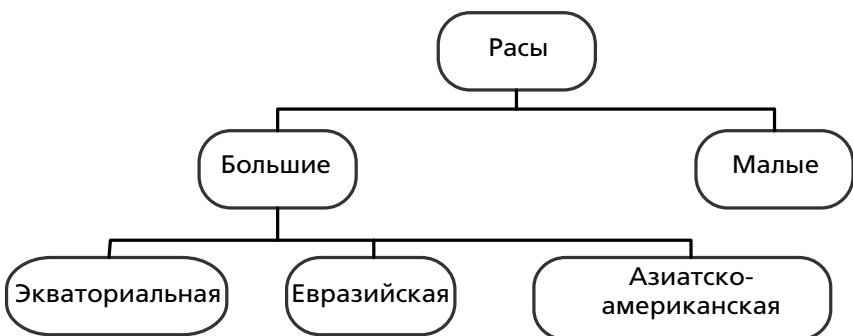 Расы
Большие
Малые
Экваториальная
Евразийская
Азиатско-
американская